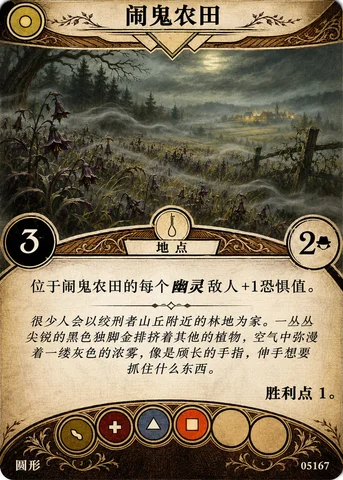 闹鬼农田
3
地点
2
位于闹鬼农田的每个幽灵敌人+1恐惧值。
很少人会以绞刑者山丘附近的林地为家。一丛丛
尖锐的黑色独脚金排挤着其他的植物，空气中弥漫
着一缕灰色的浓雾，像是颀长的手指，伸手想要
抓住什么东西。
胜利点 1。
圆形
05167